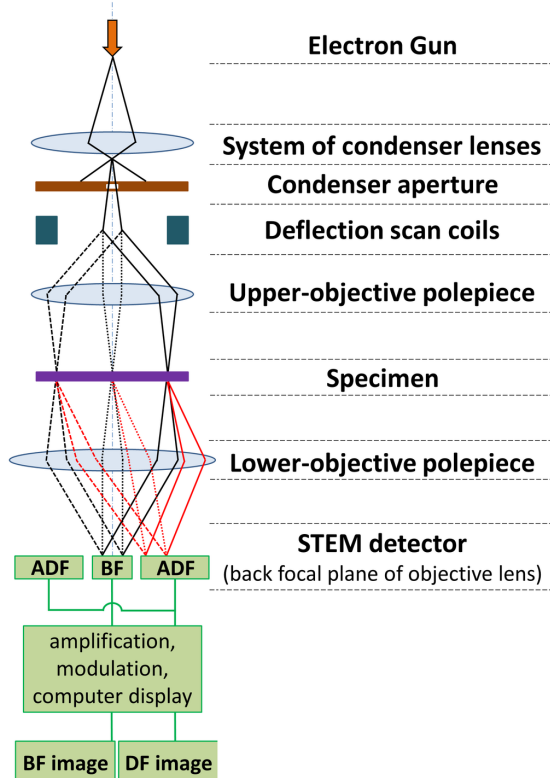 Electron Gun
System of condenser lenses
Condenser aperture
Deflection scan coils
Upper-objective polepiece
Specimen
Lower-objective polepiece
STEM detector
(back focal plane of objective lens)
ADF BF ADF
amplification,
modulation,
computer display
BF image DF image